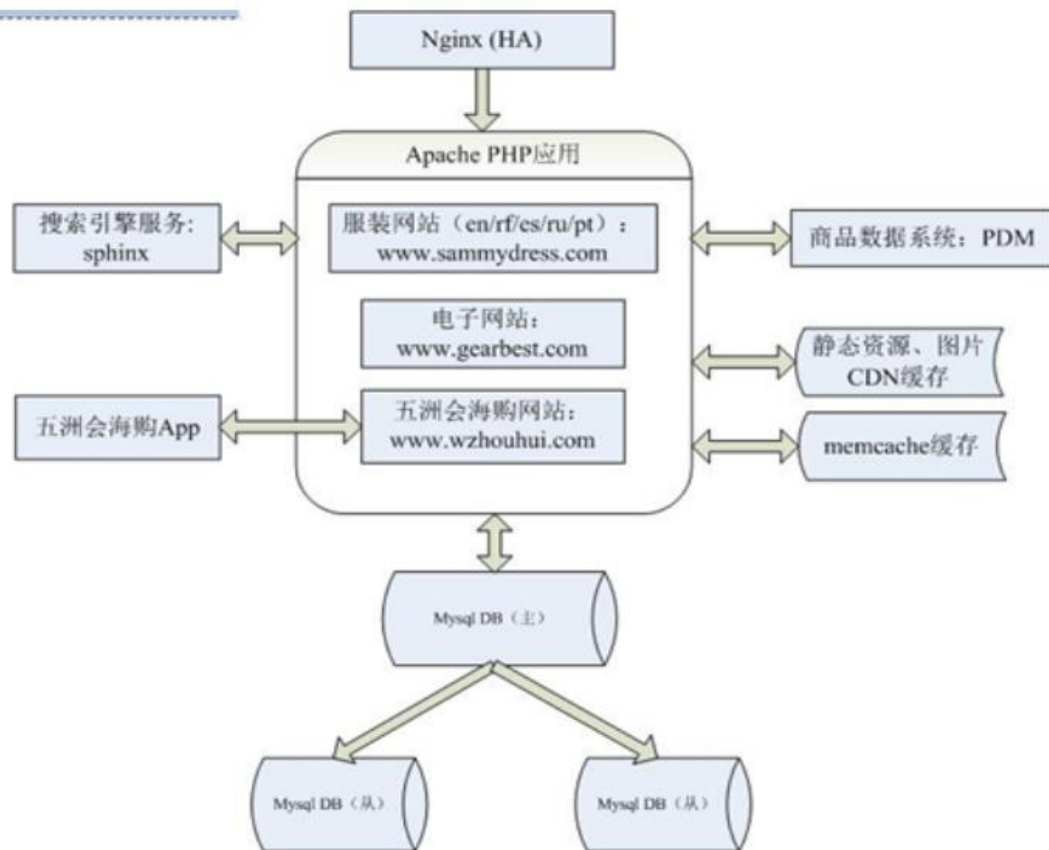 Nginx (HA)
Apache PHP应用
搜索引擎服务:
sphinx
服装网站（en/rf/es/ru/pt）：
www.sammydress.com
商品数据系统：PDM
电子网站：
www.gearbest.com
静态资源、图片
CDN缓存
五洲会海购App
五洲会海购网站：
www.wzhouhui.com
memcache缓存
Mysql DB（主）
Mysql DB（从）
Mysql DB（从）